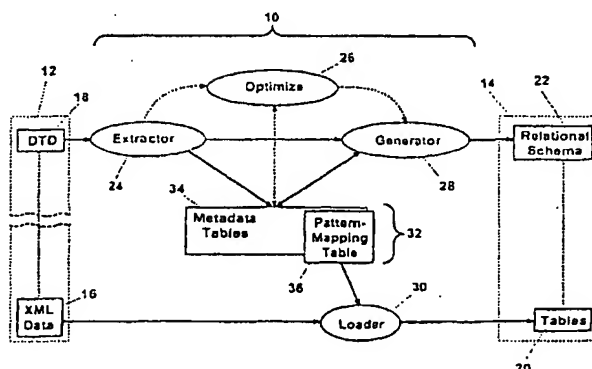 10
12
18
26
Optimize
14
22
DTD
Extractor
Generator
Relational
Schema
24
28
34
Metadata
Tables
Pattern-
Mapping
Table
32
36
30
XML
Data
16
Loader
Tables
20